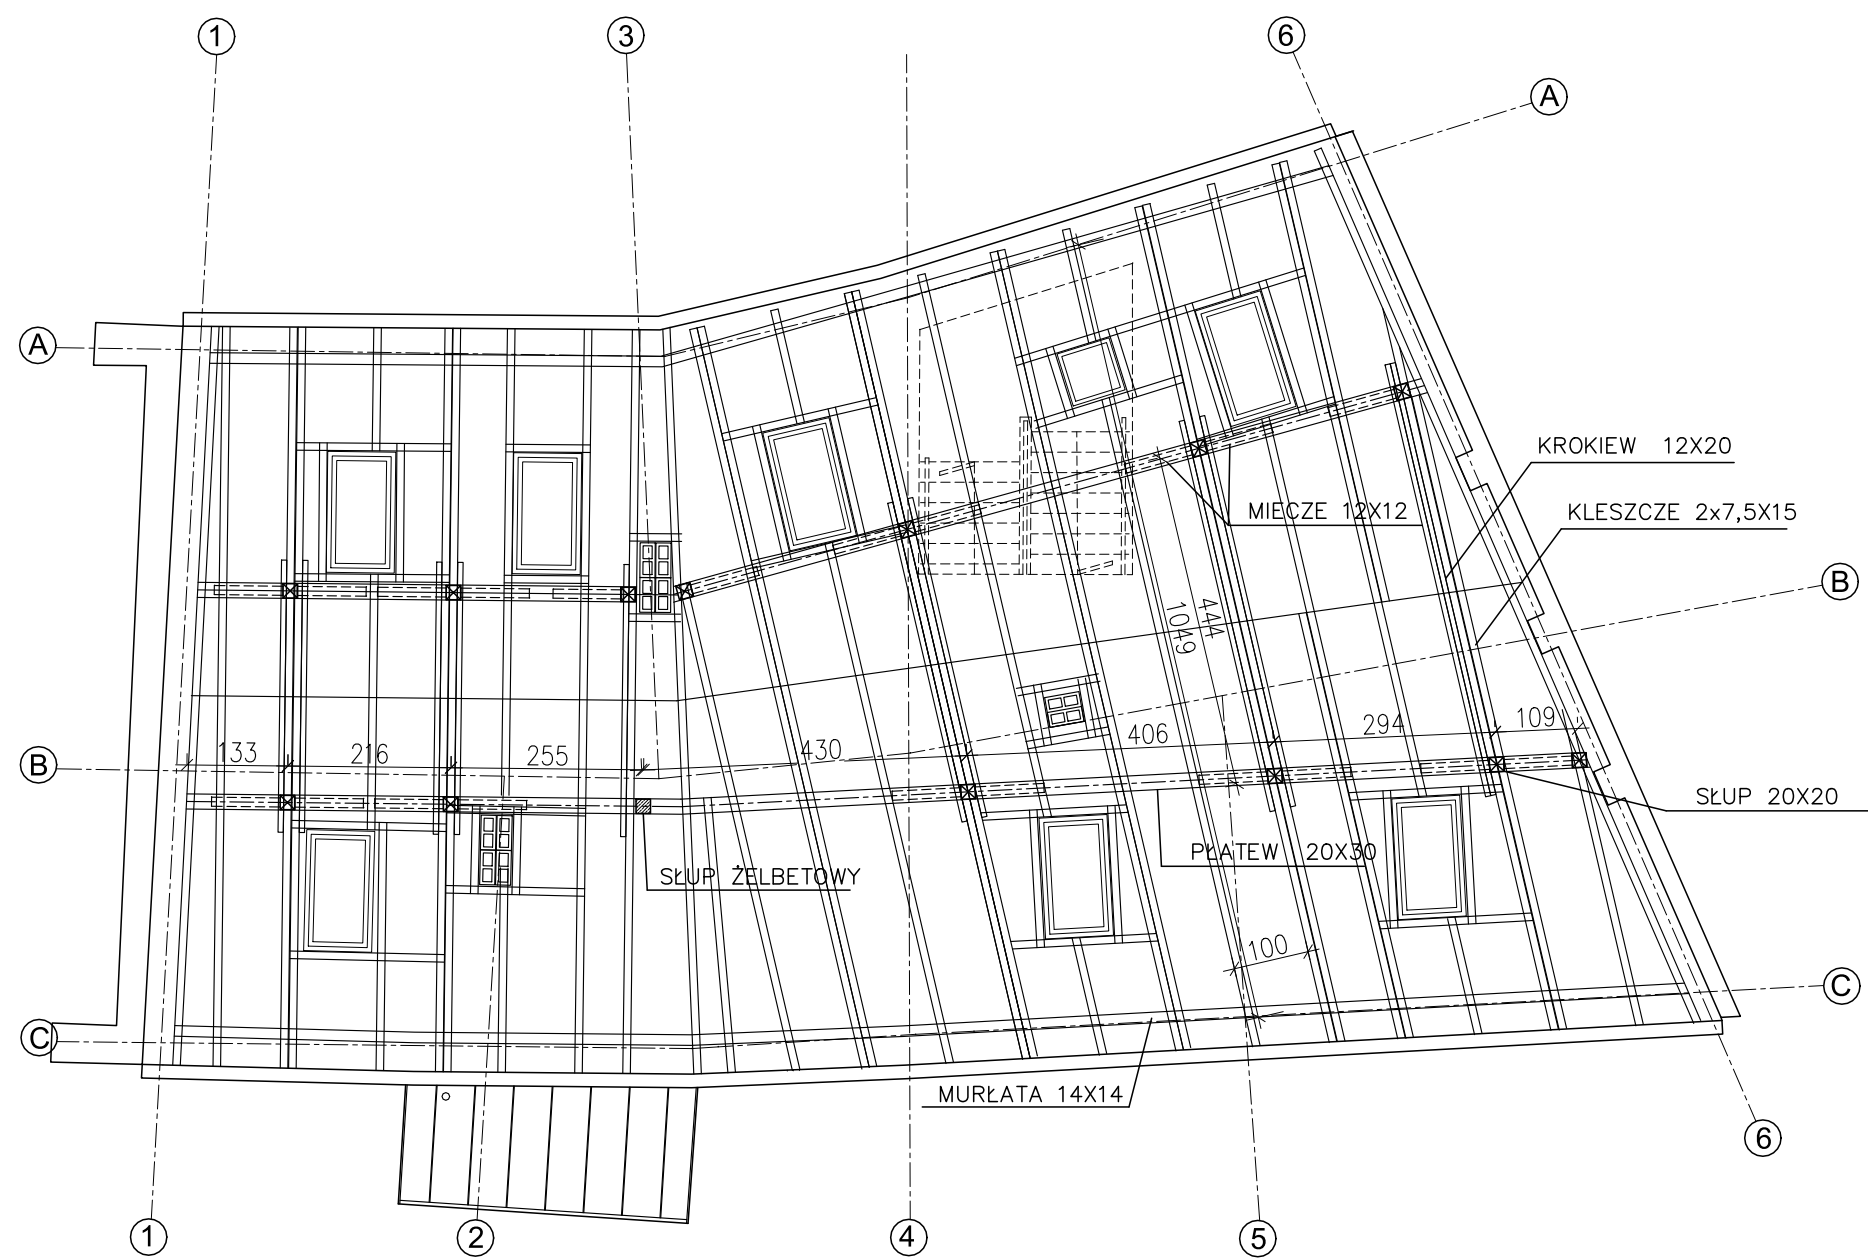 1
3
6
A
A
KROKIEW 12X20
MIECZE 12X12
KLESZCZE 2x7,5X15
B
444
1049
133
216
255
430
406
294
109
B
SŁUP 20X20
PŁATEW 20X30
SŁUP ŻELBETOWY
100
C
C
MURŁATA 14X14
6
1
2
4
5